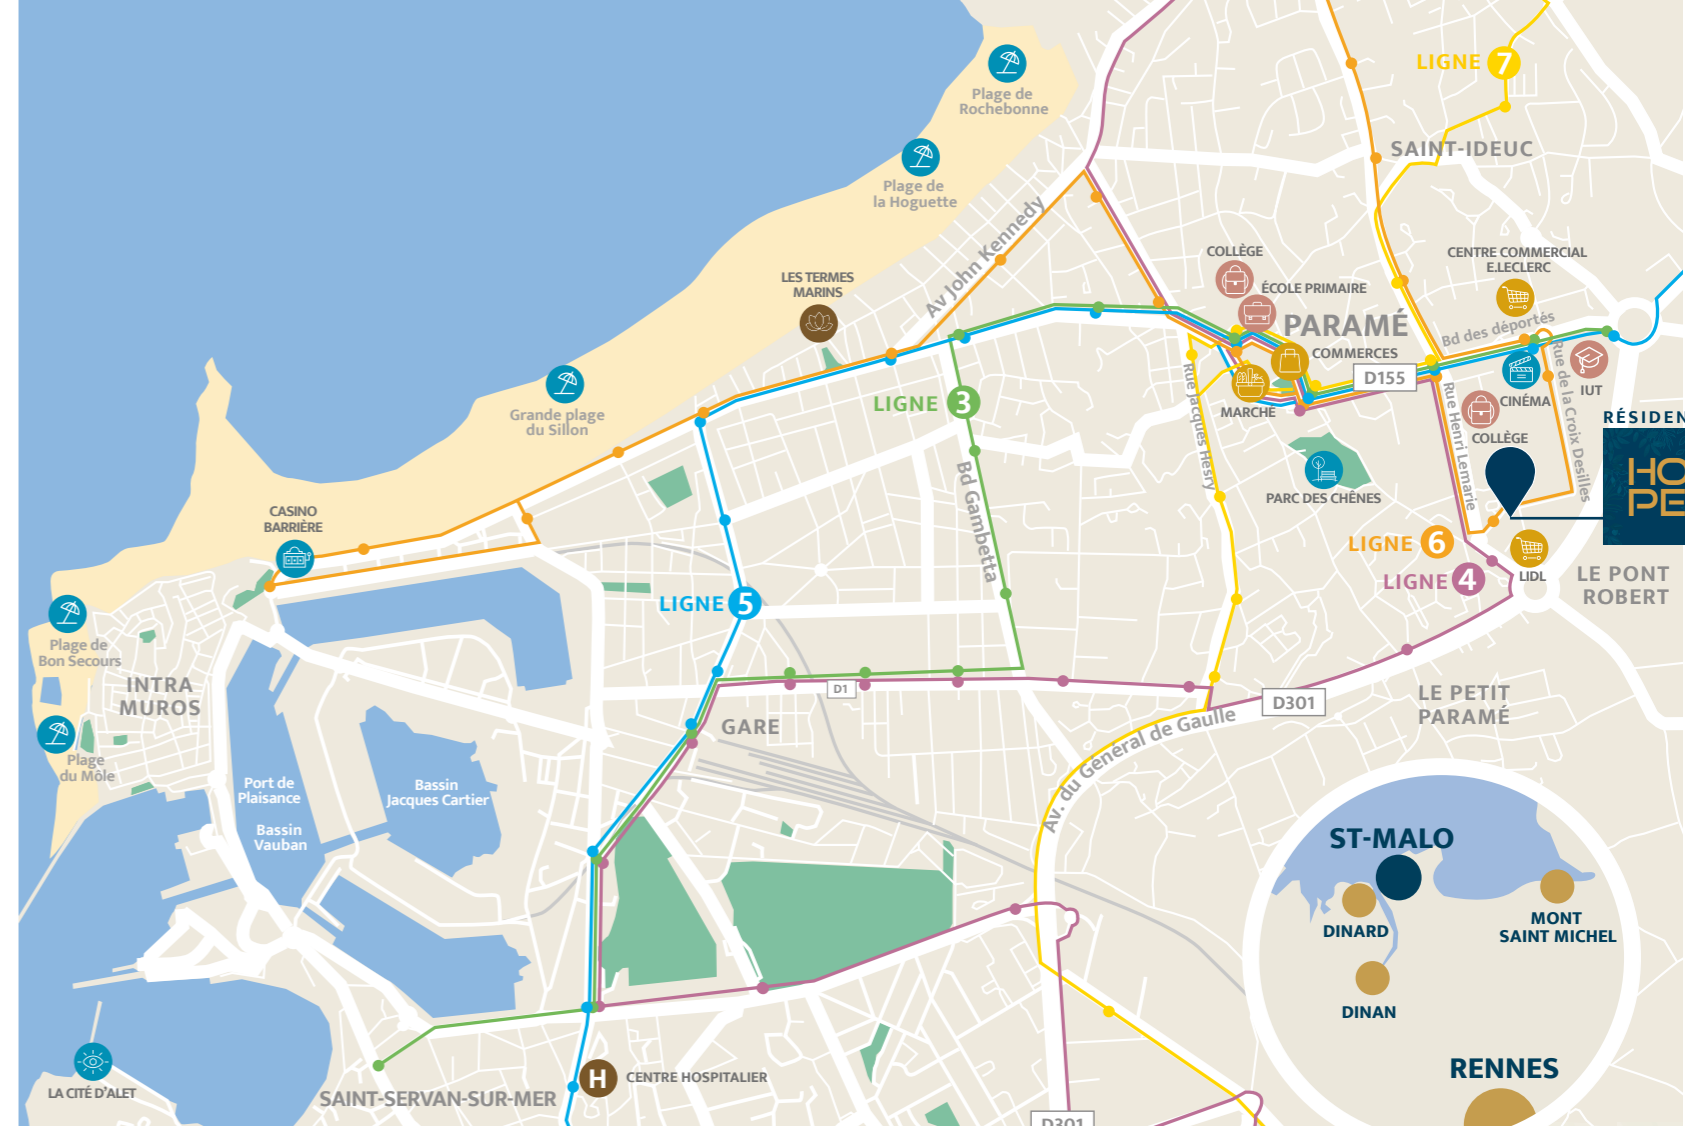 LIGNE 7
Plage de
Rochebonne
SAINT-IDEUC
Plage de
la Hoguette
Av John Kennedy
COLLÈGE
CENTRE COMMERCIAL
E.LECLERC
LES TERMES
MARINS
ÉCOLE PRIMAIRE
PARAMÉ
Bd des déportés
COMMERCES
D155
Rue Jacques Hesry
Rue Henri Lemarie
Rue de la Croix Desilles
IUT
CINÉMA
MARCHÉ
LIGNE 3
Grande plage
du Sillon
COLLÈGE
RÉSIDEN
HO
PE
Bd Gambetta
PARC DES CHÊNES
CASINO
BARRIÈRE
LIGNE 6
LIGNE 4
LIDL
LE PONT
ROBERT
LIGNE 5
Plage de
Bon Secours
INTRA
MUROS
D1
D301
LE PETIT
PARAMÉ
GARE
Av. du Général de Gaulle
Plage
du Môle
Port de
Plaisance
Bassin
Jacques Cartier
Bassin
Vauban
ST-MALO
DINARD
MONT
SAINT MICHEL
DINAN
RENNES
LA CITÉ D'ALET
SAINT-SERVAN-SUR-MER
H CENTRE HOSPITALIER
D301